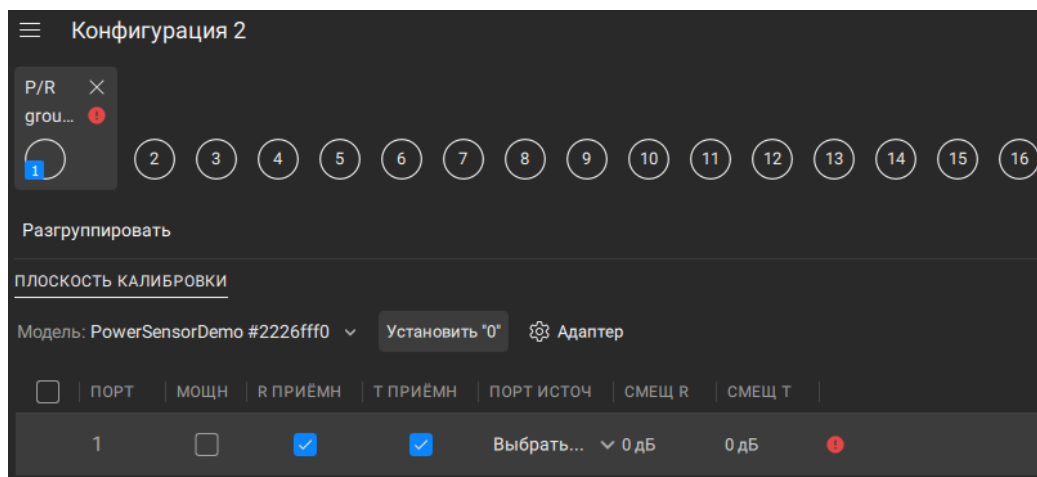 Конфигурация 2
P/R
grou...
1 2 3 4 5 6 7 8 9 10 11 12 13 14 15 16
Разгруппировать
ПЛОСКОСТЬ КАЛИБРОВКИ
Модель: PowerSensorDemo #2226fff0 Установить "0" Адаптер
ПОРТ МОЩН R ПРИЁМН T ПРИЁМН ПОРТ ИСТОЧ СМЕЩ R СМЕЩ T
1 Выбрать... 0 дБ 0 дБ